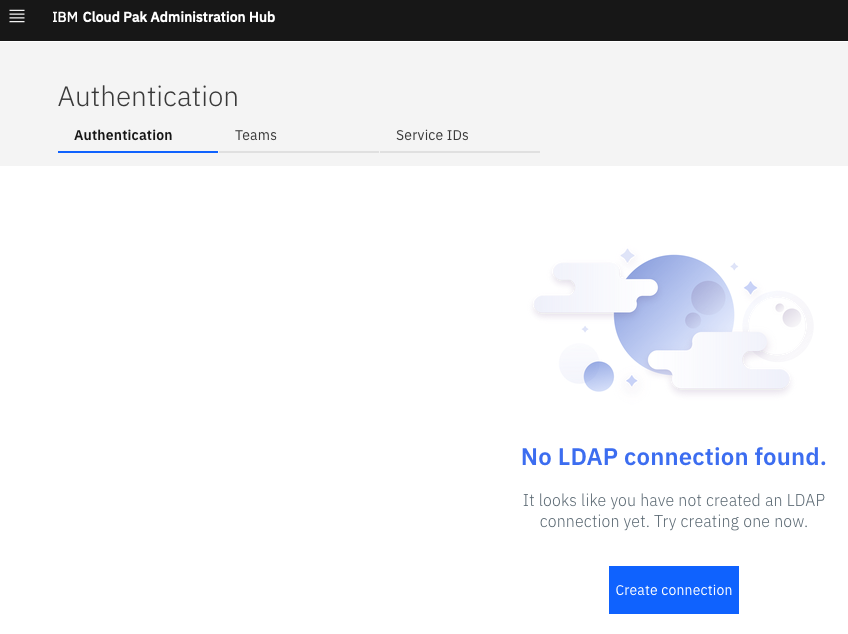 IBM Cloud Pak Administration Hub
Authentication
Authentication Teams Service IDs
No LDAP connection found.
It looks like you have not created an LDAP
connection yet. Try creating one now.
Create connection